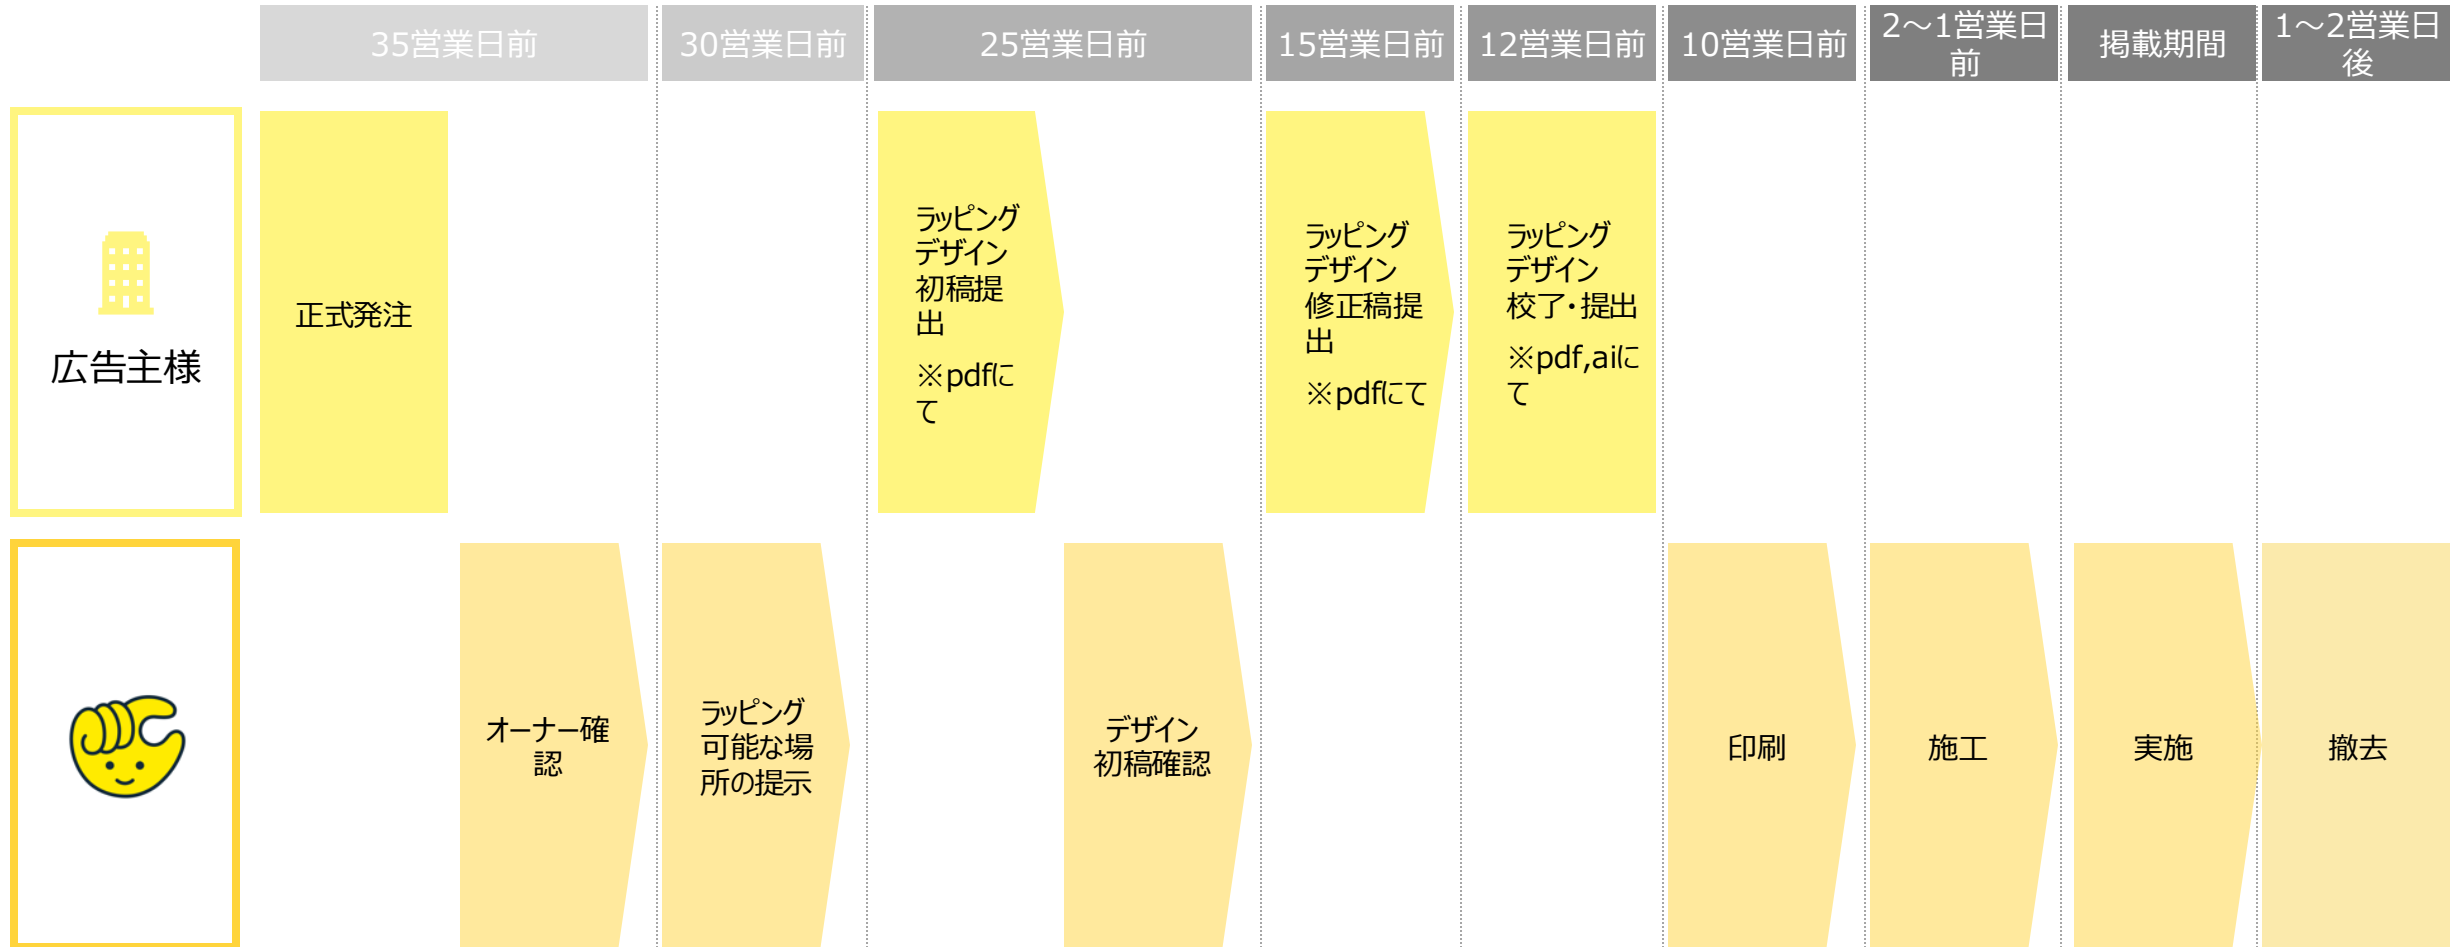 35営業日前
30営業日前
25営業日前
15営業日前
12営業日前
10営業日前
2～1営業日
前
掲載期間
1～2営業日
後
広告主様
正式発注
ラッピング
デザイン
初稿提
出
※pdfに
て
ラッピング
デザイン
修正稿提
出
※pdfにて
ラッピング
デザイン
校了・提出
※pdf,aiに
て
オーナー確
認
ラッピング
可能な場
所の提示
デザイン
初稿確認
印刷
施工
実施
撤去